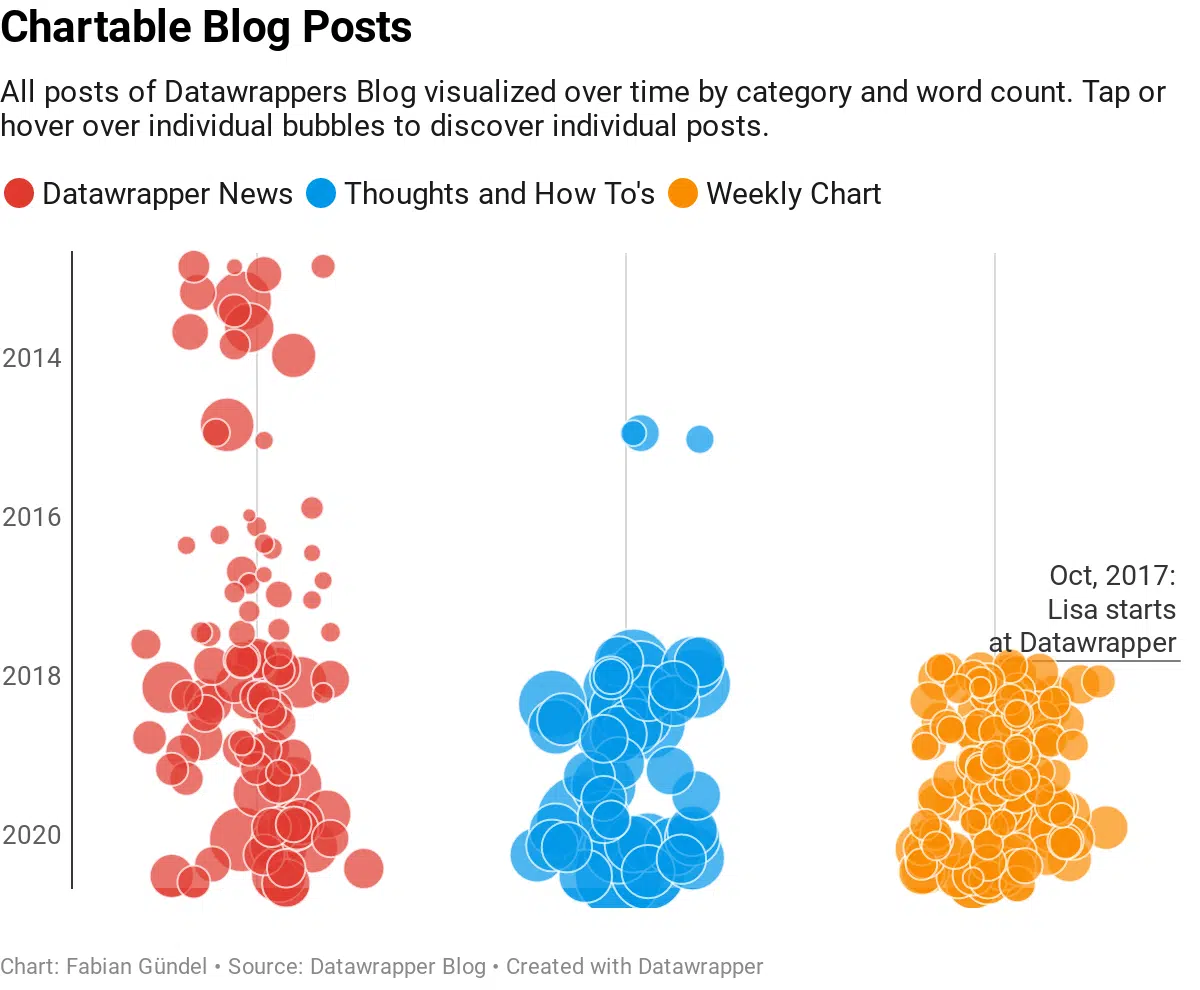 Chartable Blog Posts
All posts of Datawrappers Blog visualized over time by category and word count. Tap or
hover over individual bubbles to discover individual posts.
Datawrapper News Thoughts and How To's Weekly Chart
2014
2016
Oct, 2017:
Lisa starts
at Datawrapper
2018
2020
Chart: Fabian Gündel • Source: Datawrapper Blog • Created with Datawrapper